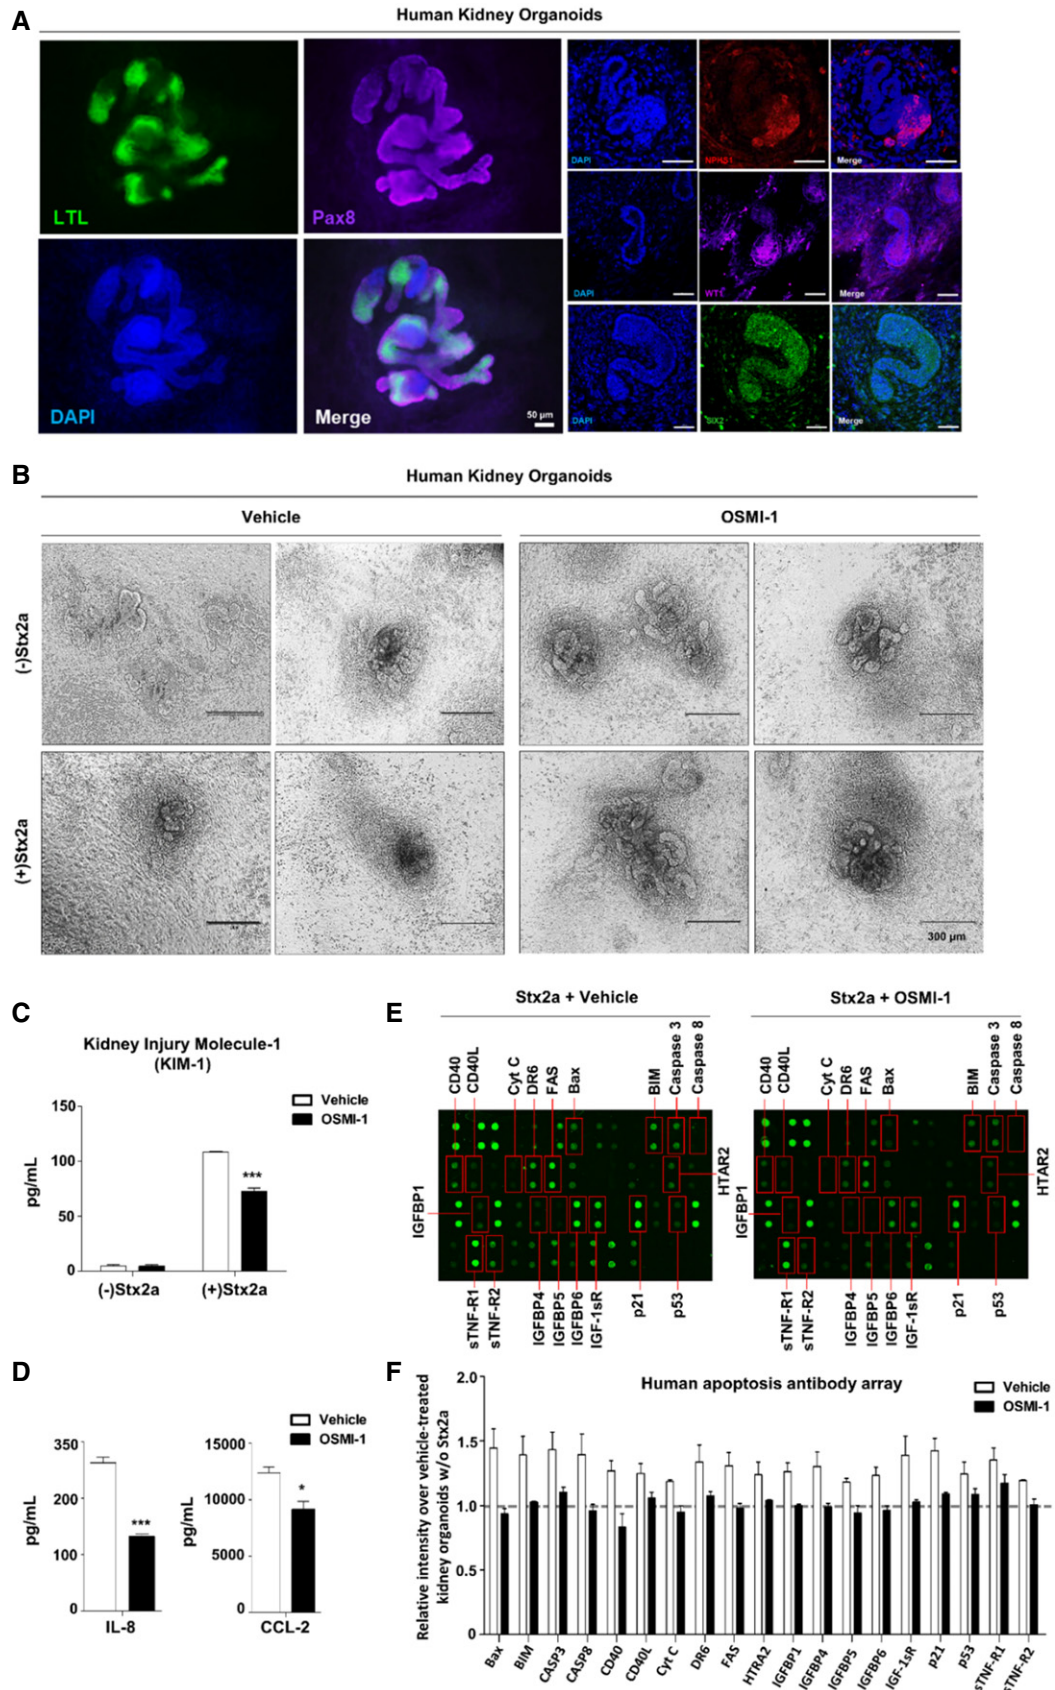 A
Human Kidney Organoids
LTL
Pax8
DAPI
Merge
50 µm
DAPI
NPHS1
Merge
DAPI
WT1
Merge
DAPI
SIX2
Merge
B
Human Kidney Organoids
Vehicle
OSMI-1
(-)Stx2a
(+)Stx2a
300 µm
C
Kidney Injury Molecule-1
(KIM-1)
Vehicle
OSMI-1
pg/mL
150
100
50
0
***
(-)Stx2a
(+)Stx2a
D
Vehicle
OSMI-1
pg/mL
350
200
100
0
***
IL-8
pg/mL
15000
10000
5000
0
*
CCL-2
E
Stx2a + Vehicle
CD40
CD40L
Cyt C
DR6
FAS
Bax
BIM
Caspase 3
Caspase 8
HTAR2
IGFBP1
sTNF-R1
sTNF-R2
IGFBP4
IGFBP5
IGFBP6
IGF-1sR
p21
p53
Stx2a + OSMI-1
CD40
CD40L
Cyt C
DR6
FAS
Bax
BIM
Caspase 3
Caspase 8
HTAR2
IGFBP1
sTNF-R1
sTNF-R2
IGFBP4
IGFBP5
IGFBP6
IGF-1sR
p21
p53
F
Human apoptosis antibody array
Vehicle
OSMI-1
Relative intensity over vehicle-treated
kidney organoids w/o Stx2a
2.0
1.5
1.0
0.5
0
Bax
BIM
CASP3
CASP8
CD40
CD40L
Cyt C
DR6
FAS
HTRA2
IGFBP1
IGFBP4
IGFBP5
IGFBP6
IGF-1sR
p21
p53
sTNF-R1
sTNF-R2